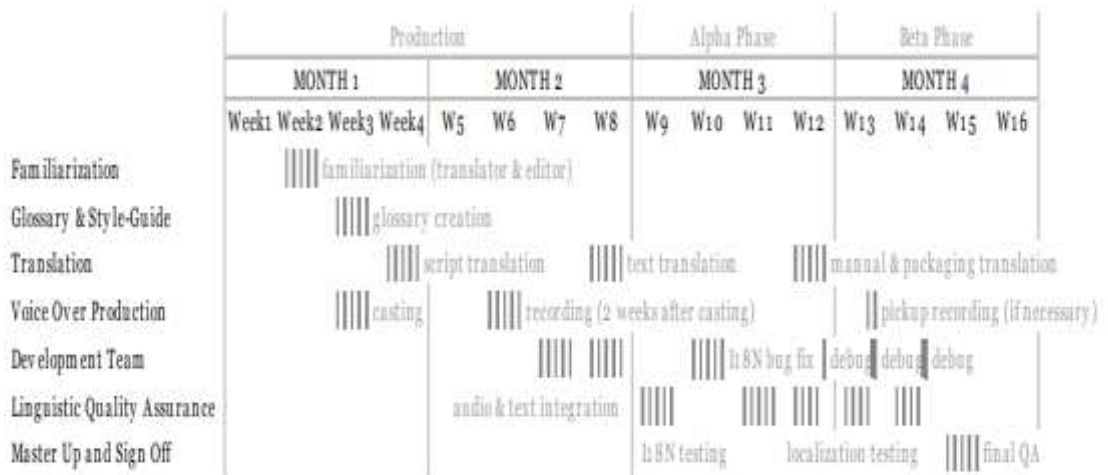 Production Alpha Phase Beta Phase
MONTH 1 MONTH 2 MONTH 3 MONTH 4
Week1 Week2 Week3 Week4 W5 W6 W7 W8 W9 W10 W11 W12 W13 W14 W15 W16
Familiarization familiarization (translator & editor)
Glossary & Style-Guide glossary creation
Translation script translation text translation manual & packaging translation
Voice Over Production casting recording (2 weeks after casting) pickup recording (if necessary)
Development Team I18N bug fix debug debug debug
Linguistic Quality Assurance audio & text integration
Master Up and Sign Off I18N testing localization testing final QA